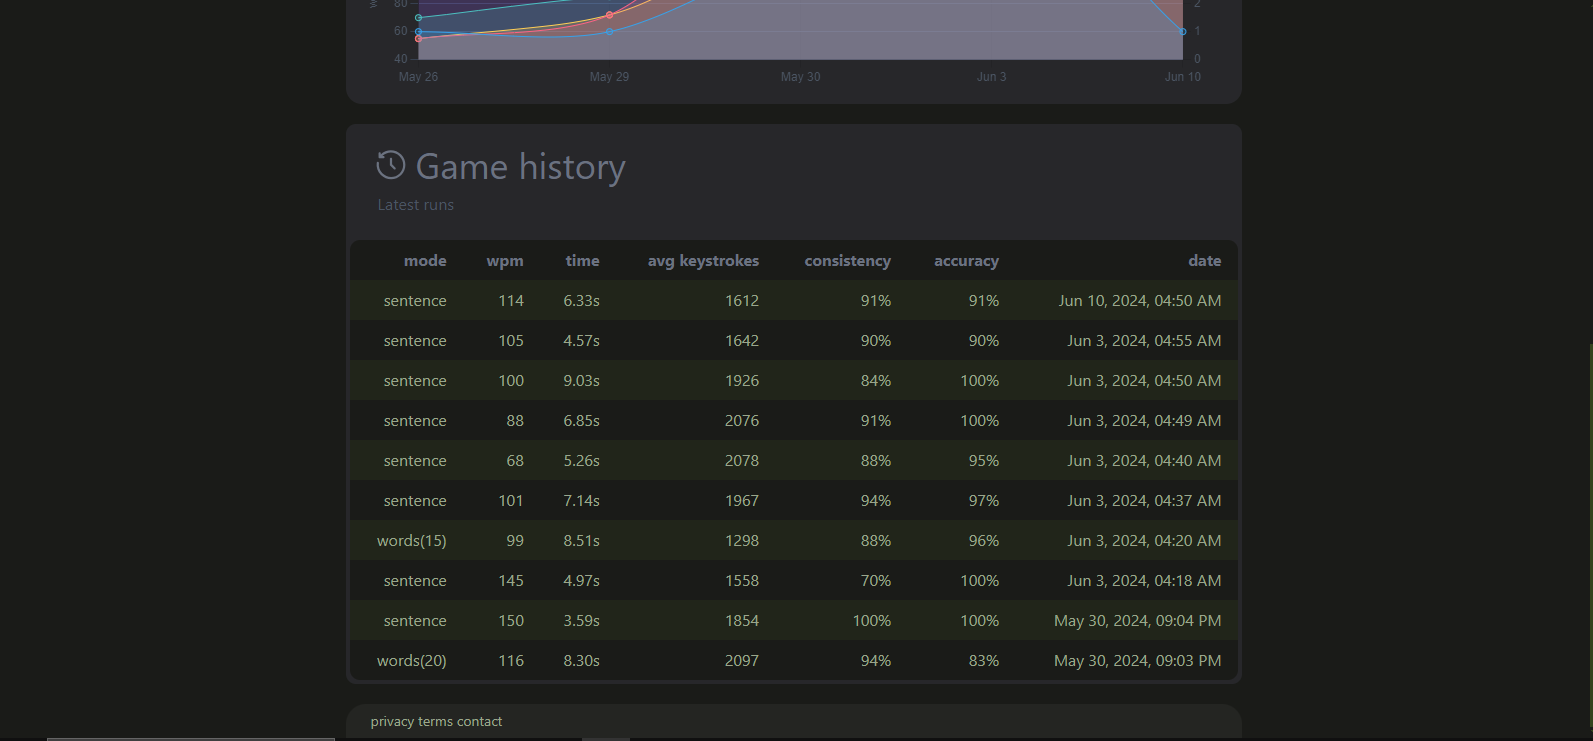 80 2
60 1
40 0
May 26 May 29 May 30 Jun 3 Jun 10
Game history
Latest runs
mode wpm time avg keystrokes consistency accuracy date
sentence 114 6.33s 1612 91% 91% Jun 10, 2024, 04:50 AM
sentence 105 4.57s 1642 90% 90% Jun 3, 2024, 04:55 AM
sentence 100 9.03s 1926 84% 100% Jun 3, 2024, 04:50 AM
sentence 88 6.85s 2076 91% 100% Jun 3, 2024, 04:49 AM
sentence 68 5.26s 2078 88% 95% Jun 3, 2024, 04:40 AM
sentence 101 7.14s 1967 94% 97% Jun 3, 2024, 04:37 AM
words(15) 99 8.51s 1298 88% 96% Jun 3, 2024, 04:20 AM
sentence 145 4.97s 1558 70% 100% Jun 3, 2024, 04:18 AM
sentence 150 3.59s 1854 100% 100% May 30, 2024, 09:04 PM
words(20) 116 8.30s 2097 94% 83% May 30, 2024, 09:03 PM
privacy terms contact